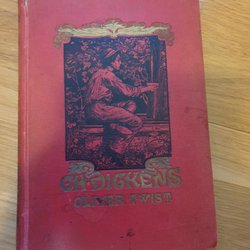 CH. DICKENS
OLIVER TWIST